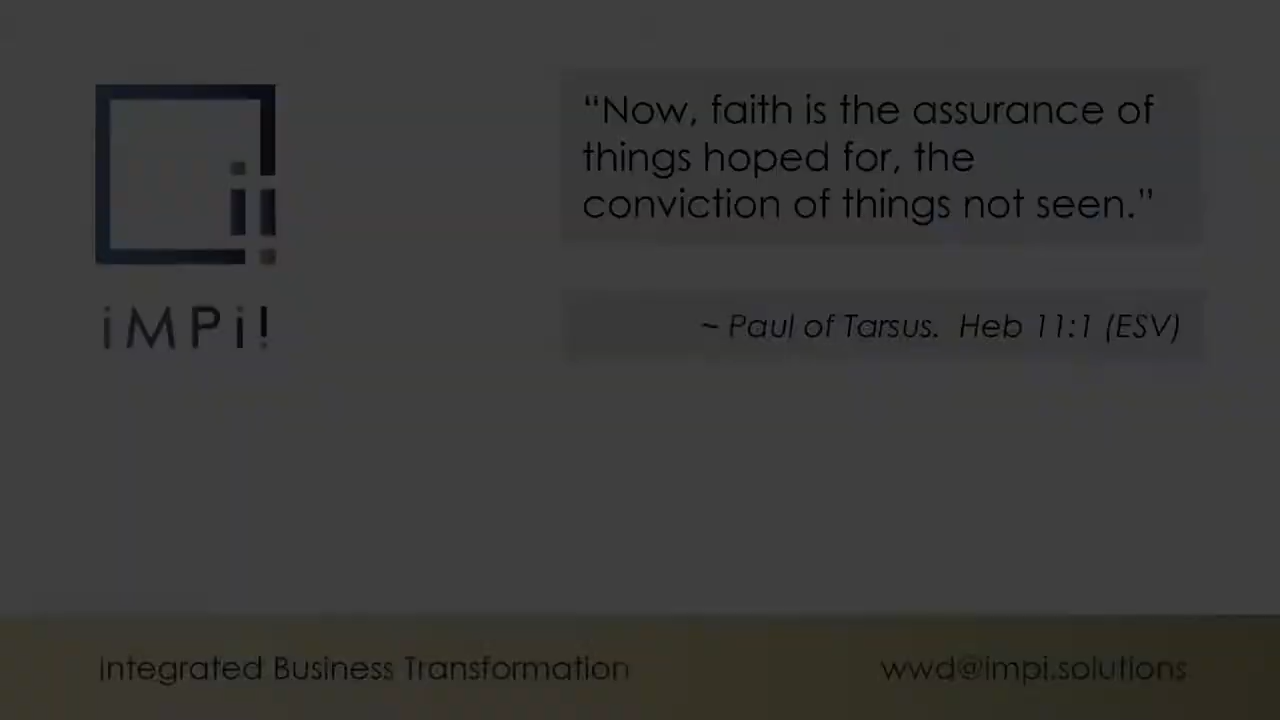 iMPi!
“Now, faith is the assurance of
things hoped for, the
conviction of things not seen.”
~ Paul of Tarsus.  Heb 11:1 (ESV)
Integrated Business Transformation
wwd@impi.solutions